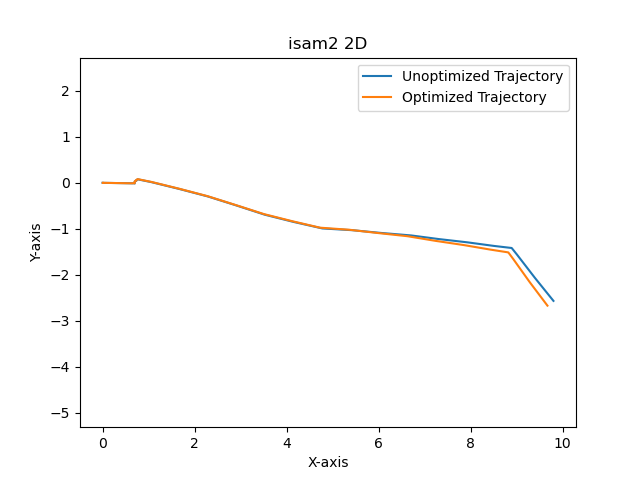 isam2 2D
Unoptimized Trajectory
Optimized Trajectory
2
1
0
−1
−2
−3
−4
−5
Y-axis
0 2 4 6 8 10
X-axis